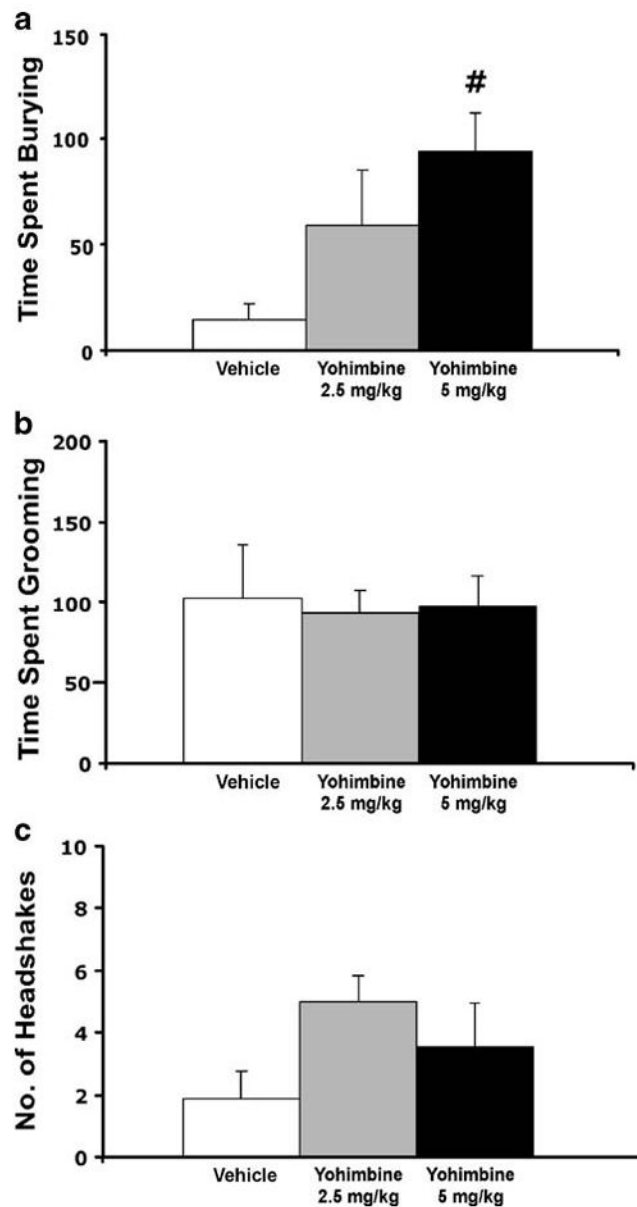 a
Time Spent Burying
150
100
50
0
#
Vehicle
Yohimbine
2.5 mg/kg
Yohimbine
5 mg/kg
b
Time Spent Grooming
200
150
100
50
0
Vehicle
Yohimbine
2.5 mg/kg
Yohimbine
5 mg/kg
c
No. of Headshakes
10
8
6
4
2
0
Vehicle
Yohimbine
2.5 mg/kg
Yohimbine
5 mg/kg